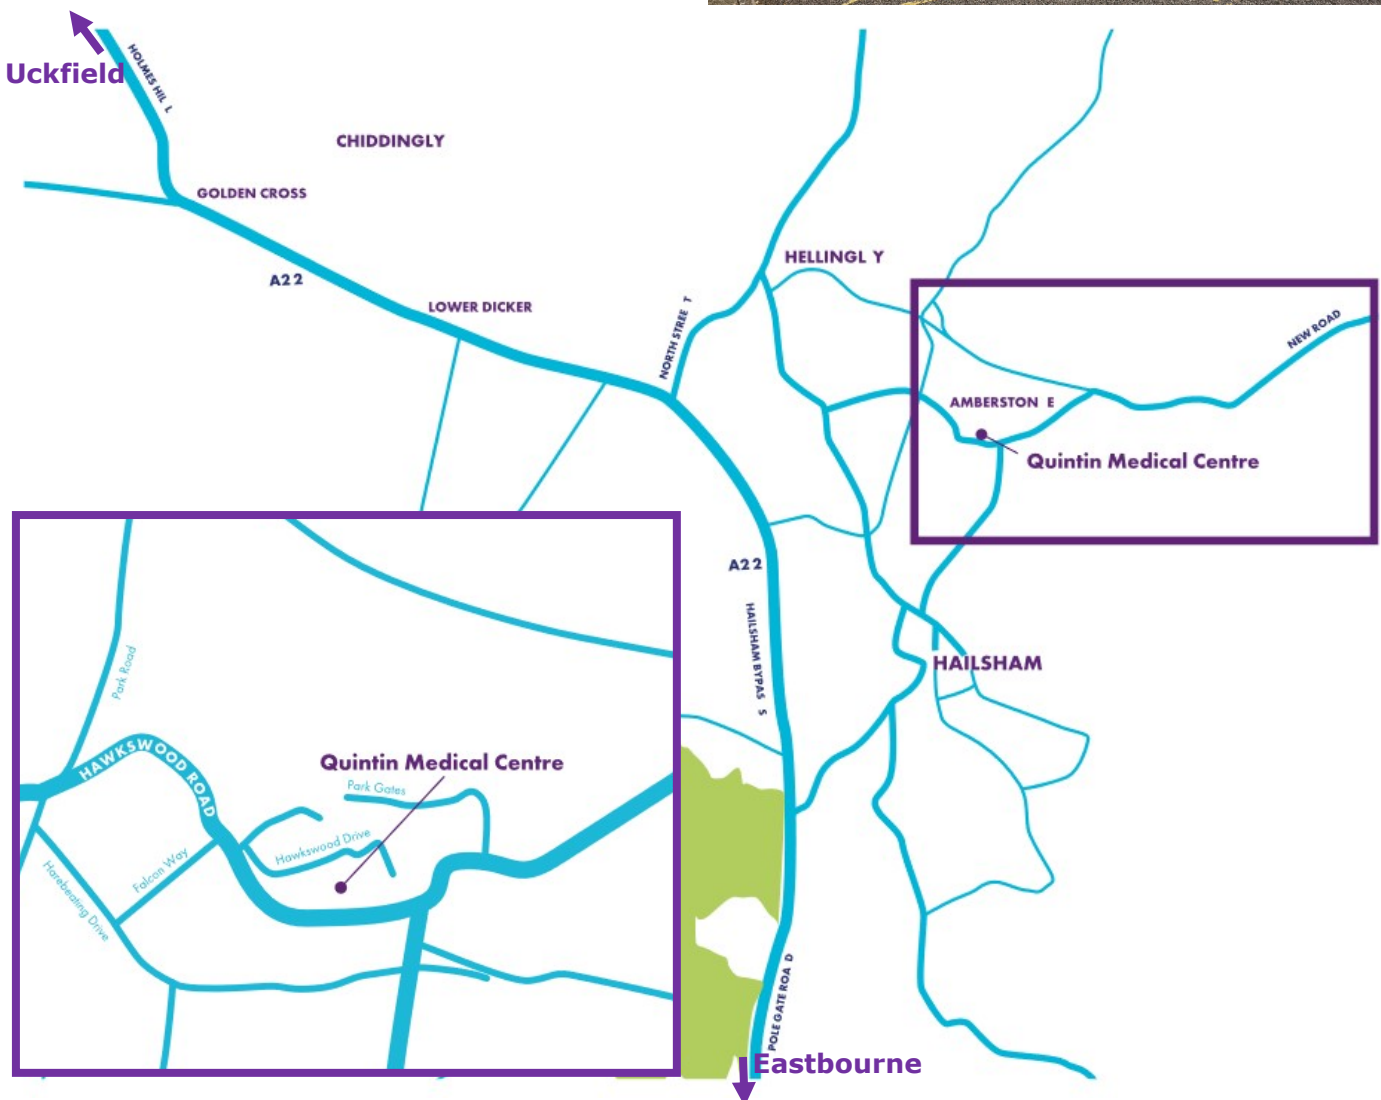 Uckfield
HOLMES HIL L
CHIDDINGLY
GOLDEN CROSS
A22
LOWER DICKER
NORTH STREE T
HELLINGL Y
NEW ROAD
AMBERSTON E
Quintin Medical Centre
A22
HAILSHAM BYPAS S
HAILSHAM
POLEGATE ROA D
Eastbourne
Park Road
HAWKSWOOD ROAD
Quintin Medical Centre
Park Gates
Hawkswood Drive
Falcon Way
Harebeating Drive